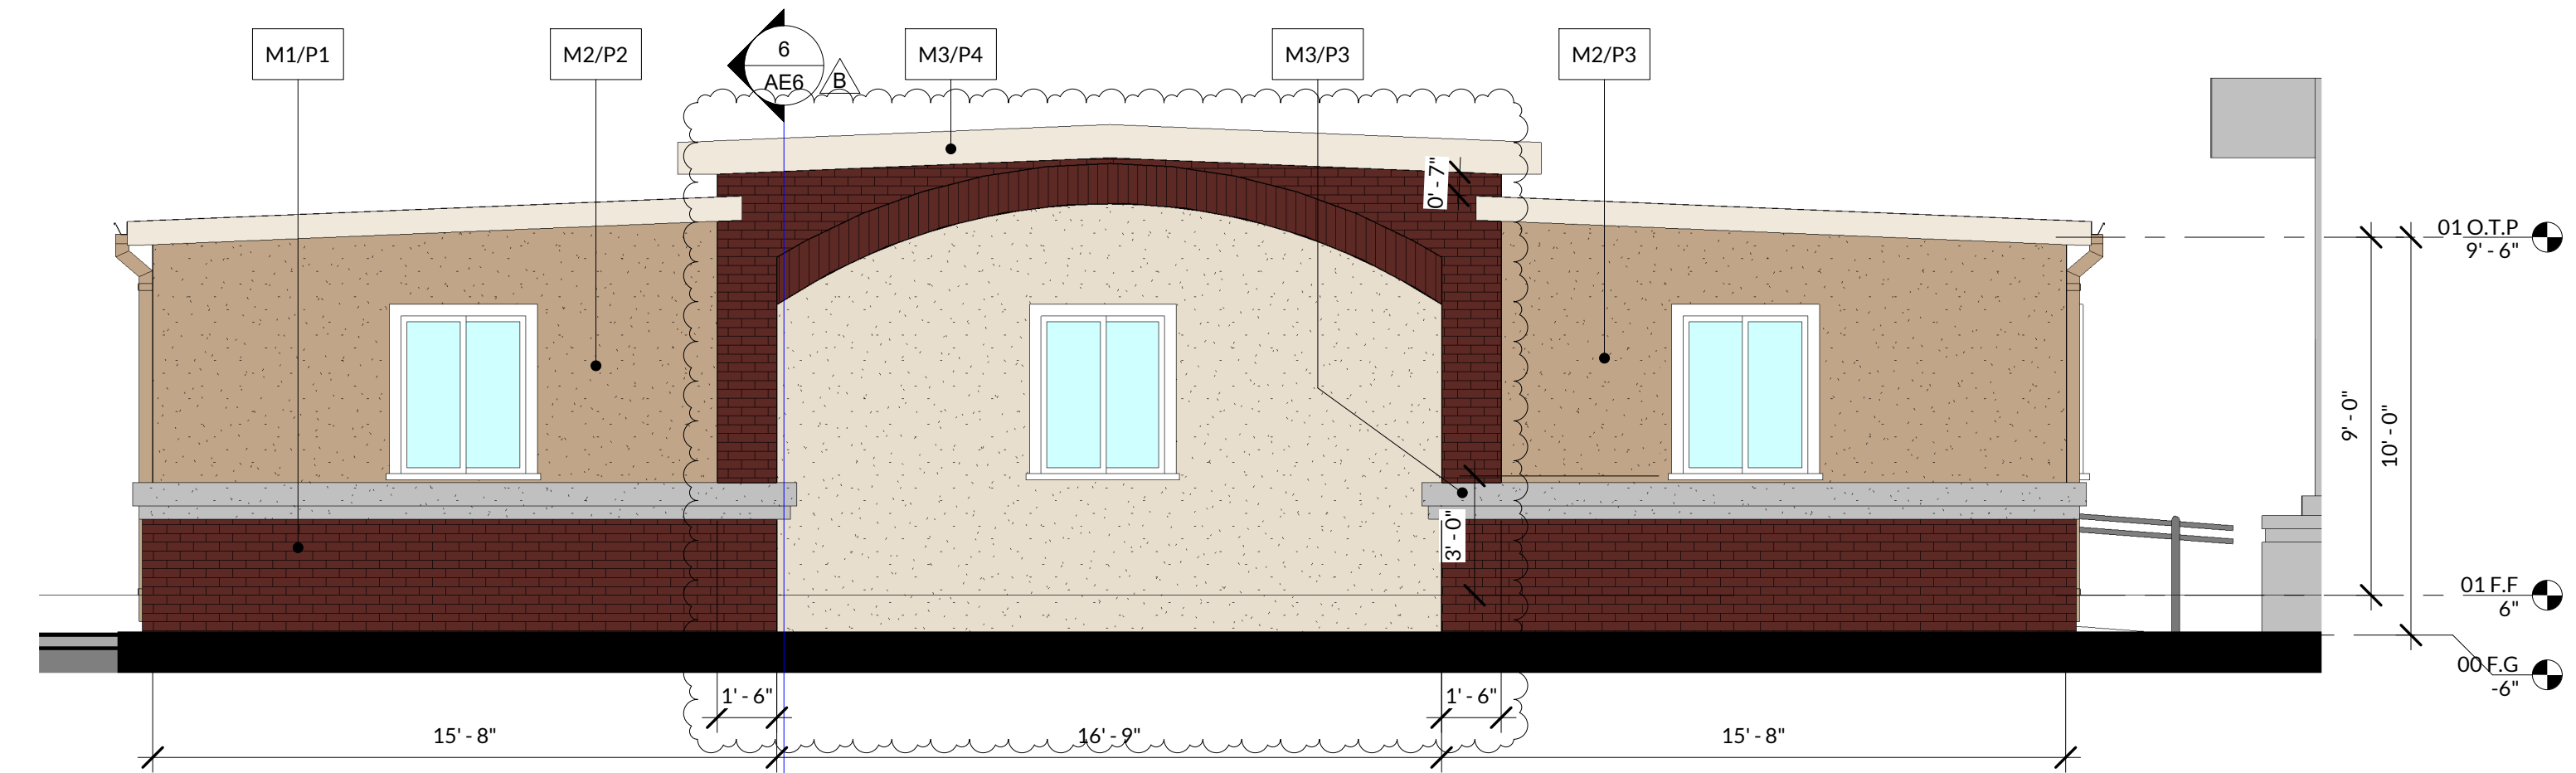 M1/P1
M2/P2
6
AE6
B
M3/P4
M3/P3
M2/P3
0' - 7"
01 O.T.P
9' - 6"
9' - 0"
10' - 0"
3' - 0"
01 F.F
6"
00 F.G
-6"
1' - 6"
1' - 6"
15' - 8"
16' - 9"
15' - 8"